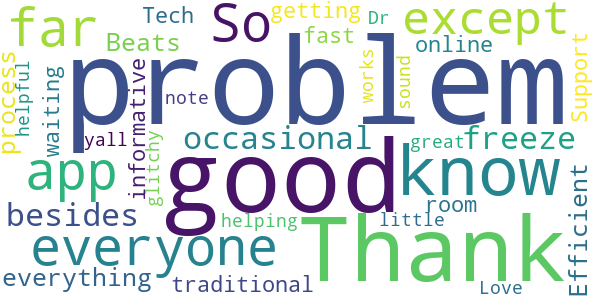 far
Tech
So
getting
Dr
except
Beats
fast
online
problem
process
helpful
waiting
note
works
sound
Support
yall
informative
glitchy
good
occasional
great
freeze
app
know
besides
helping
room
little
Efficient
everyone
Thank
everything
traditional
Love